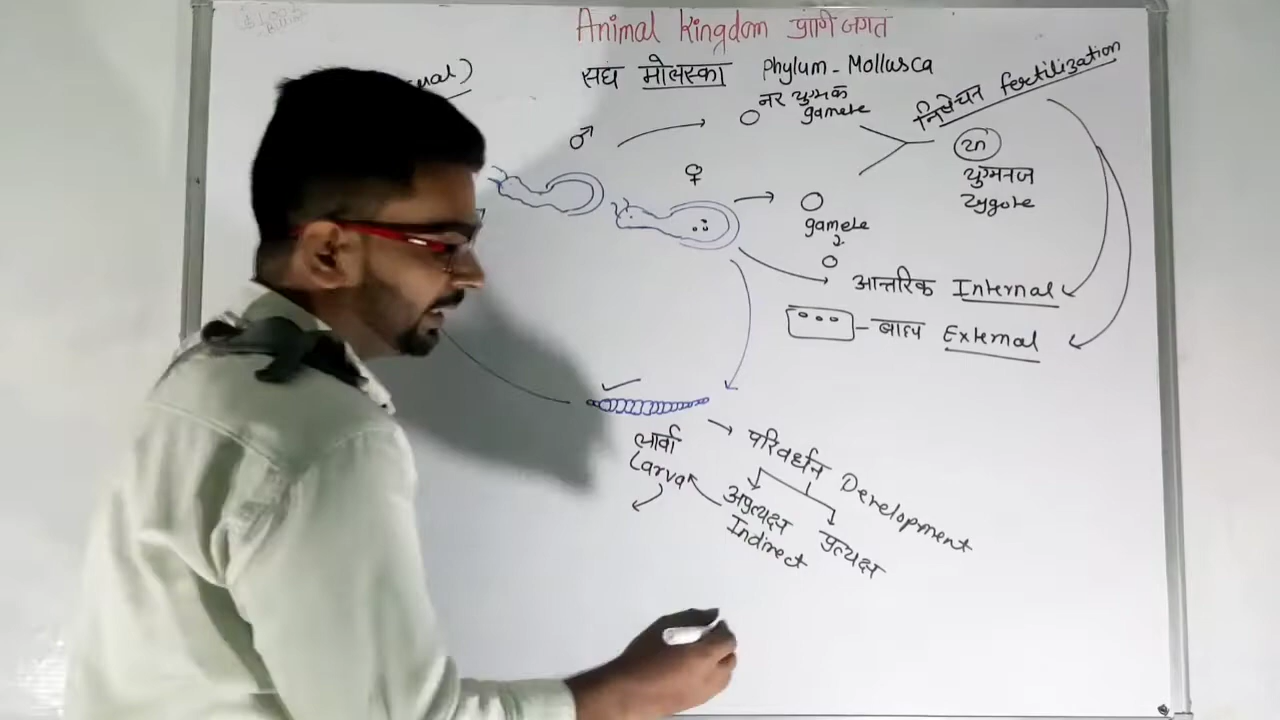 Animal Kingdom प्राणि जगत
संघ मोलस्का Phylum - Mollusca
नर युग्मक
gamete
निषेचन fertilization
♂
2n
♀
युग्मनज
Zygote
gamete
आन्तरिक Internal
बाह्य External
लार्वा
Larva
परिवर्धन Development
अप्रत्यक्ष
Indirect
प्रत्यक्ष